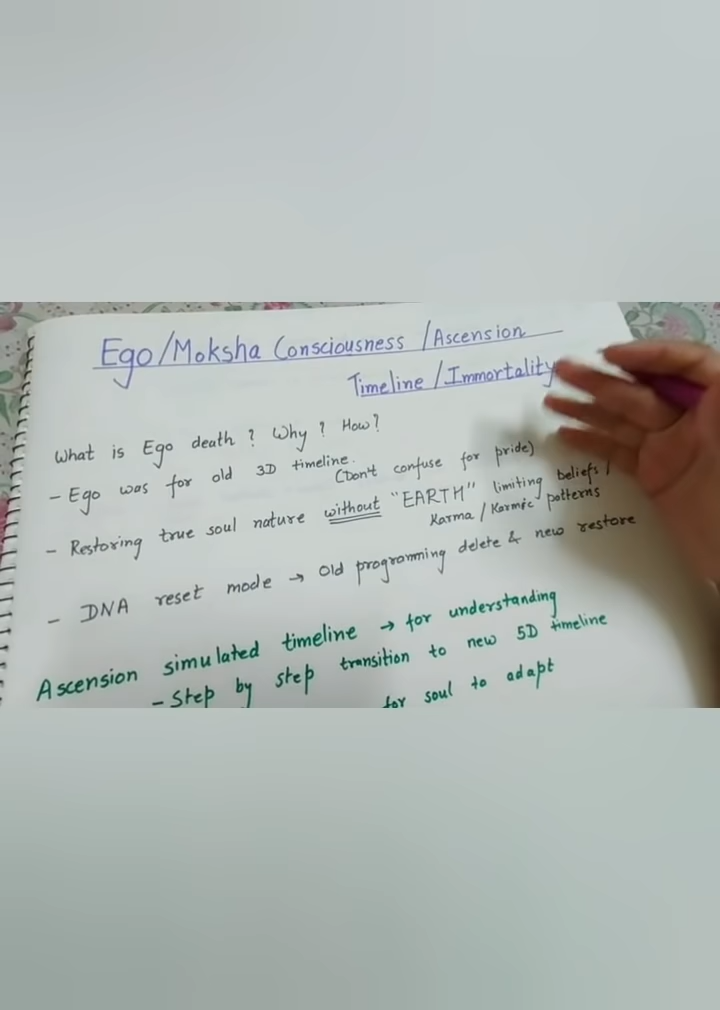 Ego/Moksha Consciousness /Ascension
Timeline /Immortality
What is Ego death ? Why ? How?
- Ego was for old 3D timeline.
(Don't confuse for pride)
- Restoring true soul nature without "EARTH" limiting beliefs /
Karma / Karmic patterns
- DNA reset mode → Old programming delete & new restore
Ascension simulated timeline → for understanding
- Step by step transition to new 5D timeline
for soul to adapt